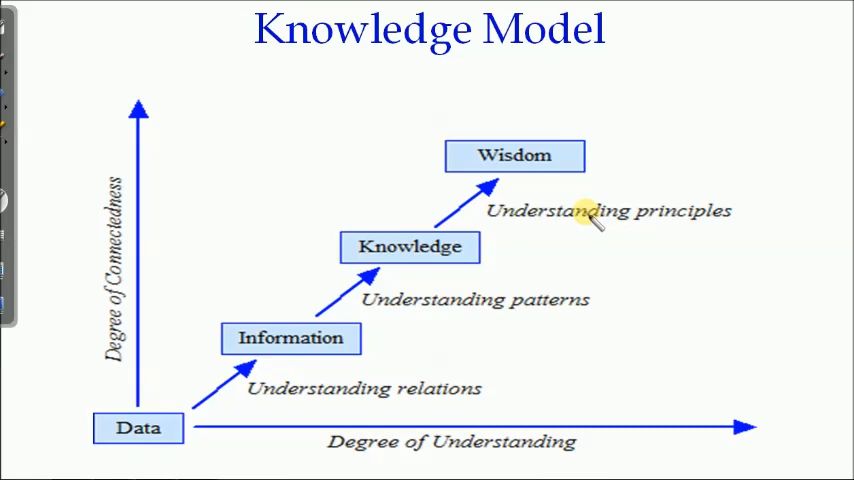 Knowledge Model
Wisdom
Understanding principles
Knowledge
Understanding patterns
Information
Understanding relations
Data
Degree of Understanding
Degree of Connectedness